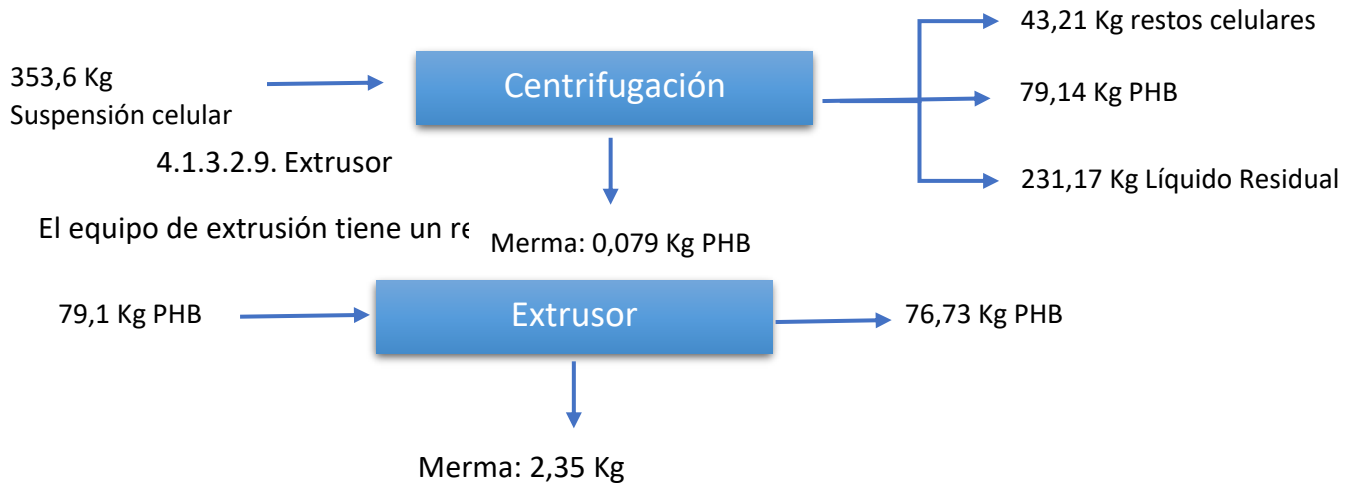 43,21 Kg restos celulares
353,6 Kg
Suspensión celular
Centrifugación
79,14 Kg PHB
231,17 Kg Líquido Residual
4.1.3.2.9. Extrusor
El equipo de extrusión tiene un
Merma: 0,079 Kg PHB
79,1 Kg PHB
Extrusor
76,73 Kg PHB
Merma: 2,35 Kg